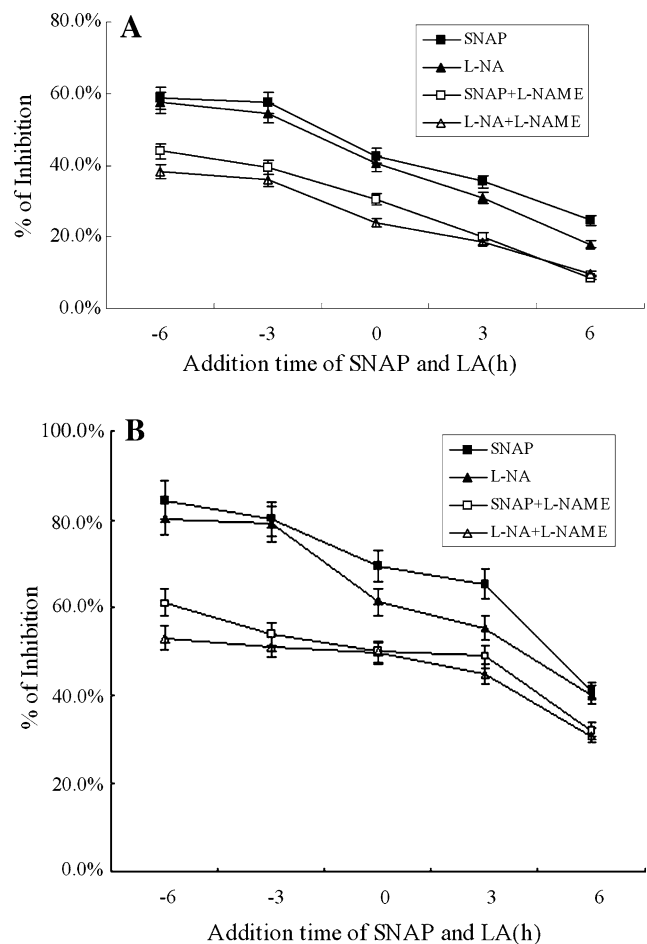 A
80.0%
60.0%
40.0%
20.0%
0.0%
% of Inhibition
SNAP
L-NA
SNAP+L-NAME
L-NA+L-NAME
-6 -3 0 3 6
Addition time of SNAP and LA(h)
B
100.0%
80.0%
60.0%
40.0%
20.0%
0.0%
% of Inhibition
SNAP
L-NA
SNAP+L-NAME
L-NA+L-NAME
-6 -3 0 3 6
Addition time of SNAP and LA(h)